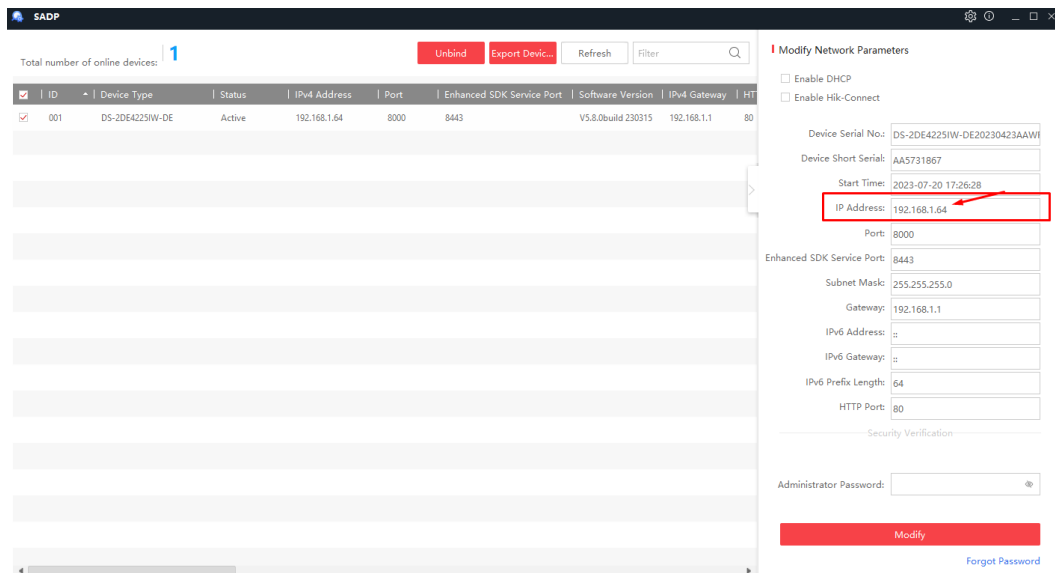 SADP
Total number of online devices: 1
Unbind
Export Devic...
Refresh
Filter
ID
Device Type
Status
IPv4 Address
Port
Enhanced SDK Service Port
Software Version
IPv4 Gateway
HT
001
DS-2DE4225IW-DE
Active
192.168.1.64
8000
8443
V5.8.0build 230315
192.168.1.1
80
Modify Network Parameters
Enable DHCP
Enable Hik-Connect
Device Serial No.: DS-2DE4225IW-DE20230423AAW
Device Short Serial: AA5731867
Start Time: 2023-07-20 17:26:28
IP Address: 192.168.1.64
Port: 8000
Enhanced SDK Service Port: 8443
Subnet Mask: 255.255.255.0
Gateway: 192.168.1.1
IPv6 Address: ::
IPv6 Gateway: ::
IPv6 Prefix Length: 64
HTTP Port: 80
Security Verification
Administrator Password:
Modify
Forgot Password